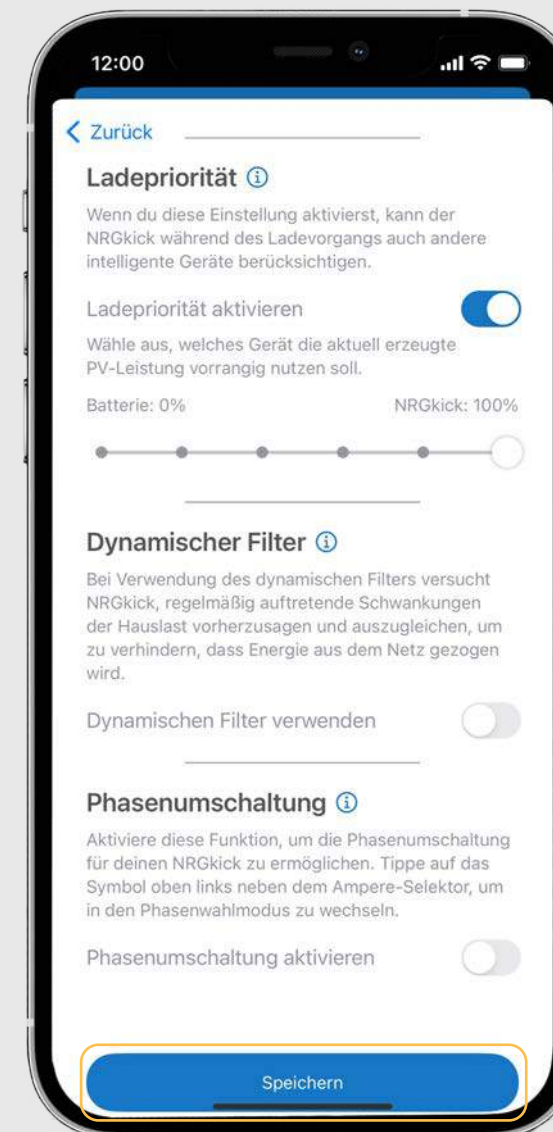 12:00
Zurück
Ladepriorität
Wenn du diese Einstellung aktivierst, kann der
NRGkick während des Ladevorgangs auch andere
intelligente Geräte berücksichtigen.
Ladepriorität aktivieren
Wähle aus, welches Gerät die aktuell erzeugte
PV-Leistung vorrangig nutzen soll.
Batterie: 0% NRGkick: 100%
Dynamischer Filter
Bei Verwendung des dynamischen Filters versucht
NRGkick, regelmäßig auftretende Schwankungen
der Hauslast vorherzusagen und auszugleichen, um
zu verhindern, dass Energie aus dem Netz gezogen
wird.
Dynamischen Filter verwenden
Phasenumschaltung
Aktiviere diese Funktion, um die Phasenumschaltung
für deinen NRGkick zu ermöglichen. Tippe auf das
Symbol oben links neben dem Ampere-Selektor, um
in den Phasenwahlmodus zu wechseln.
Phasenumschaltung aktivieren
Speichern